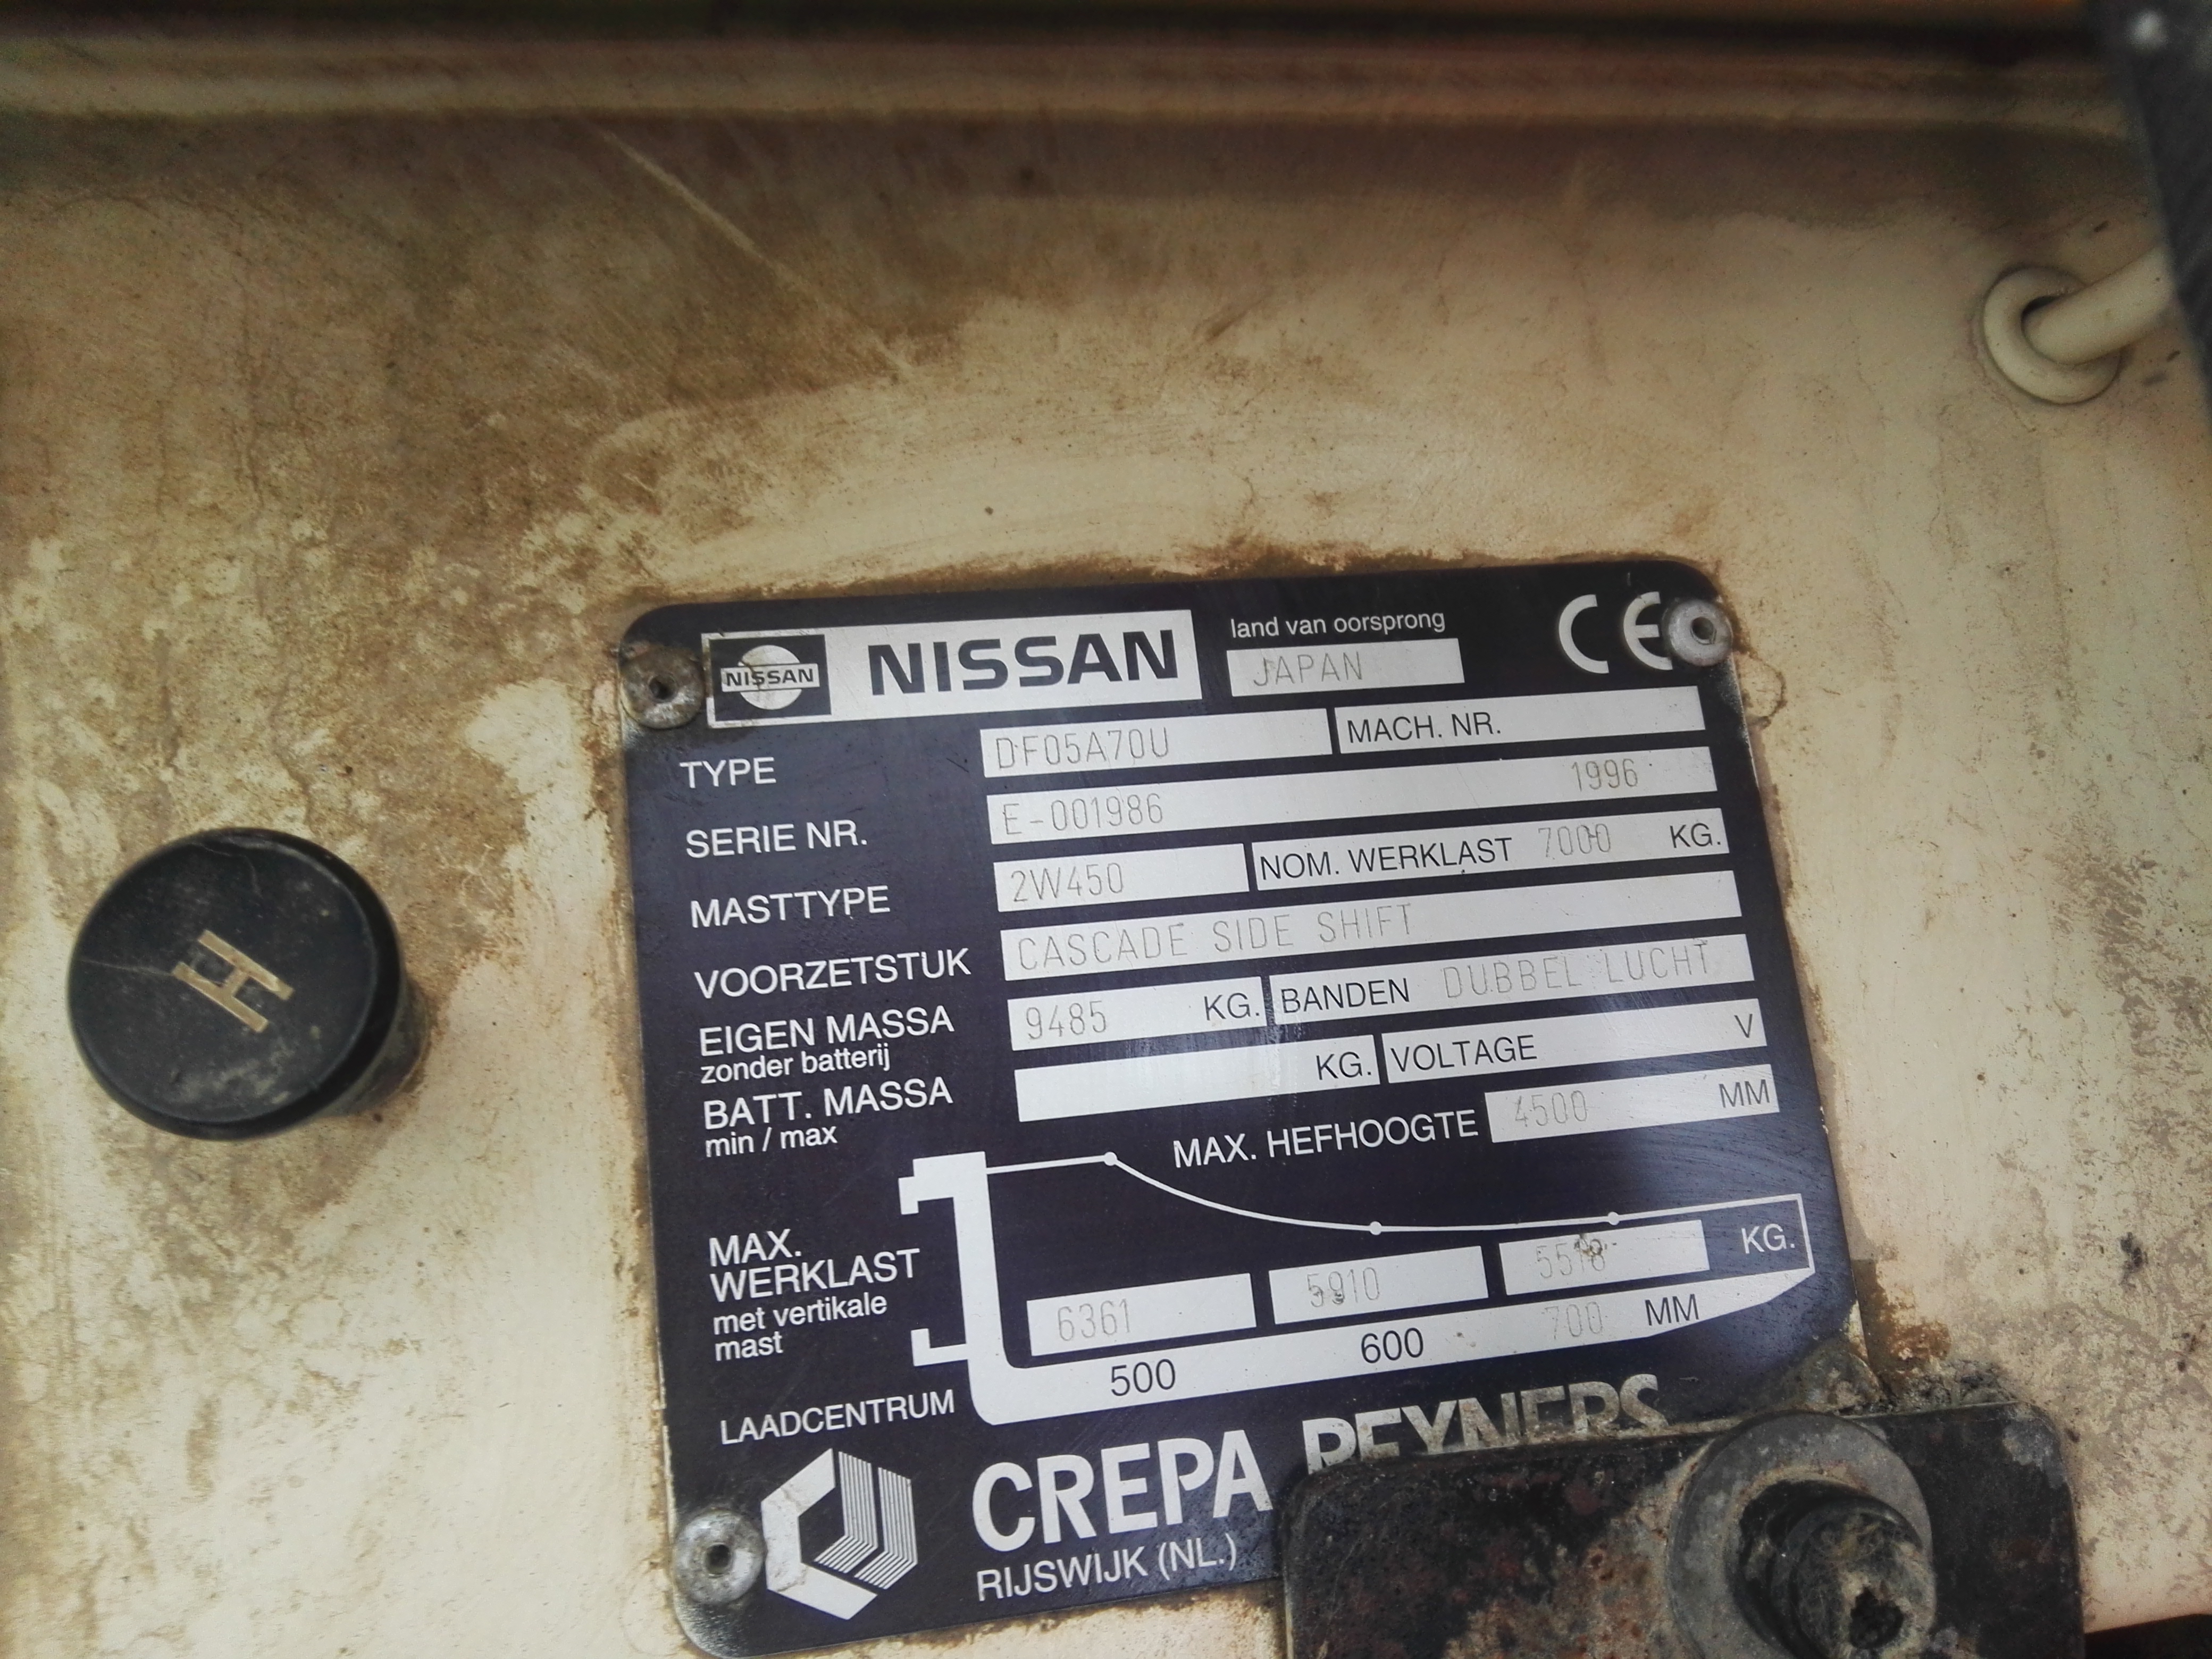 NISSAN NISSAN
land van oorsprong
JAPAN
CE
TYPE DF05A70U MACH. NR.
SERIE NR. E-001986 1996
MASTTYPE 2W450 NOM. WERKLAST 7000 KG.
VOORZETSTUK CASCADE SIDE SHIFT
EIGEN MASSA 9485 KG. BANDEN DUBBEL LUCHT
zonder batterij
BATT. MASSA KG. VOLTAGE V
min / max
MAX. HEFHOOGTE 4500 MM
MAX.
WERKLAST
met vertikale
mast
6361 5910 5518 KG.
LAADCENTRUM 500 600 700 MM
CREPA REYNERS
RIJSWIJK (NL.)
H